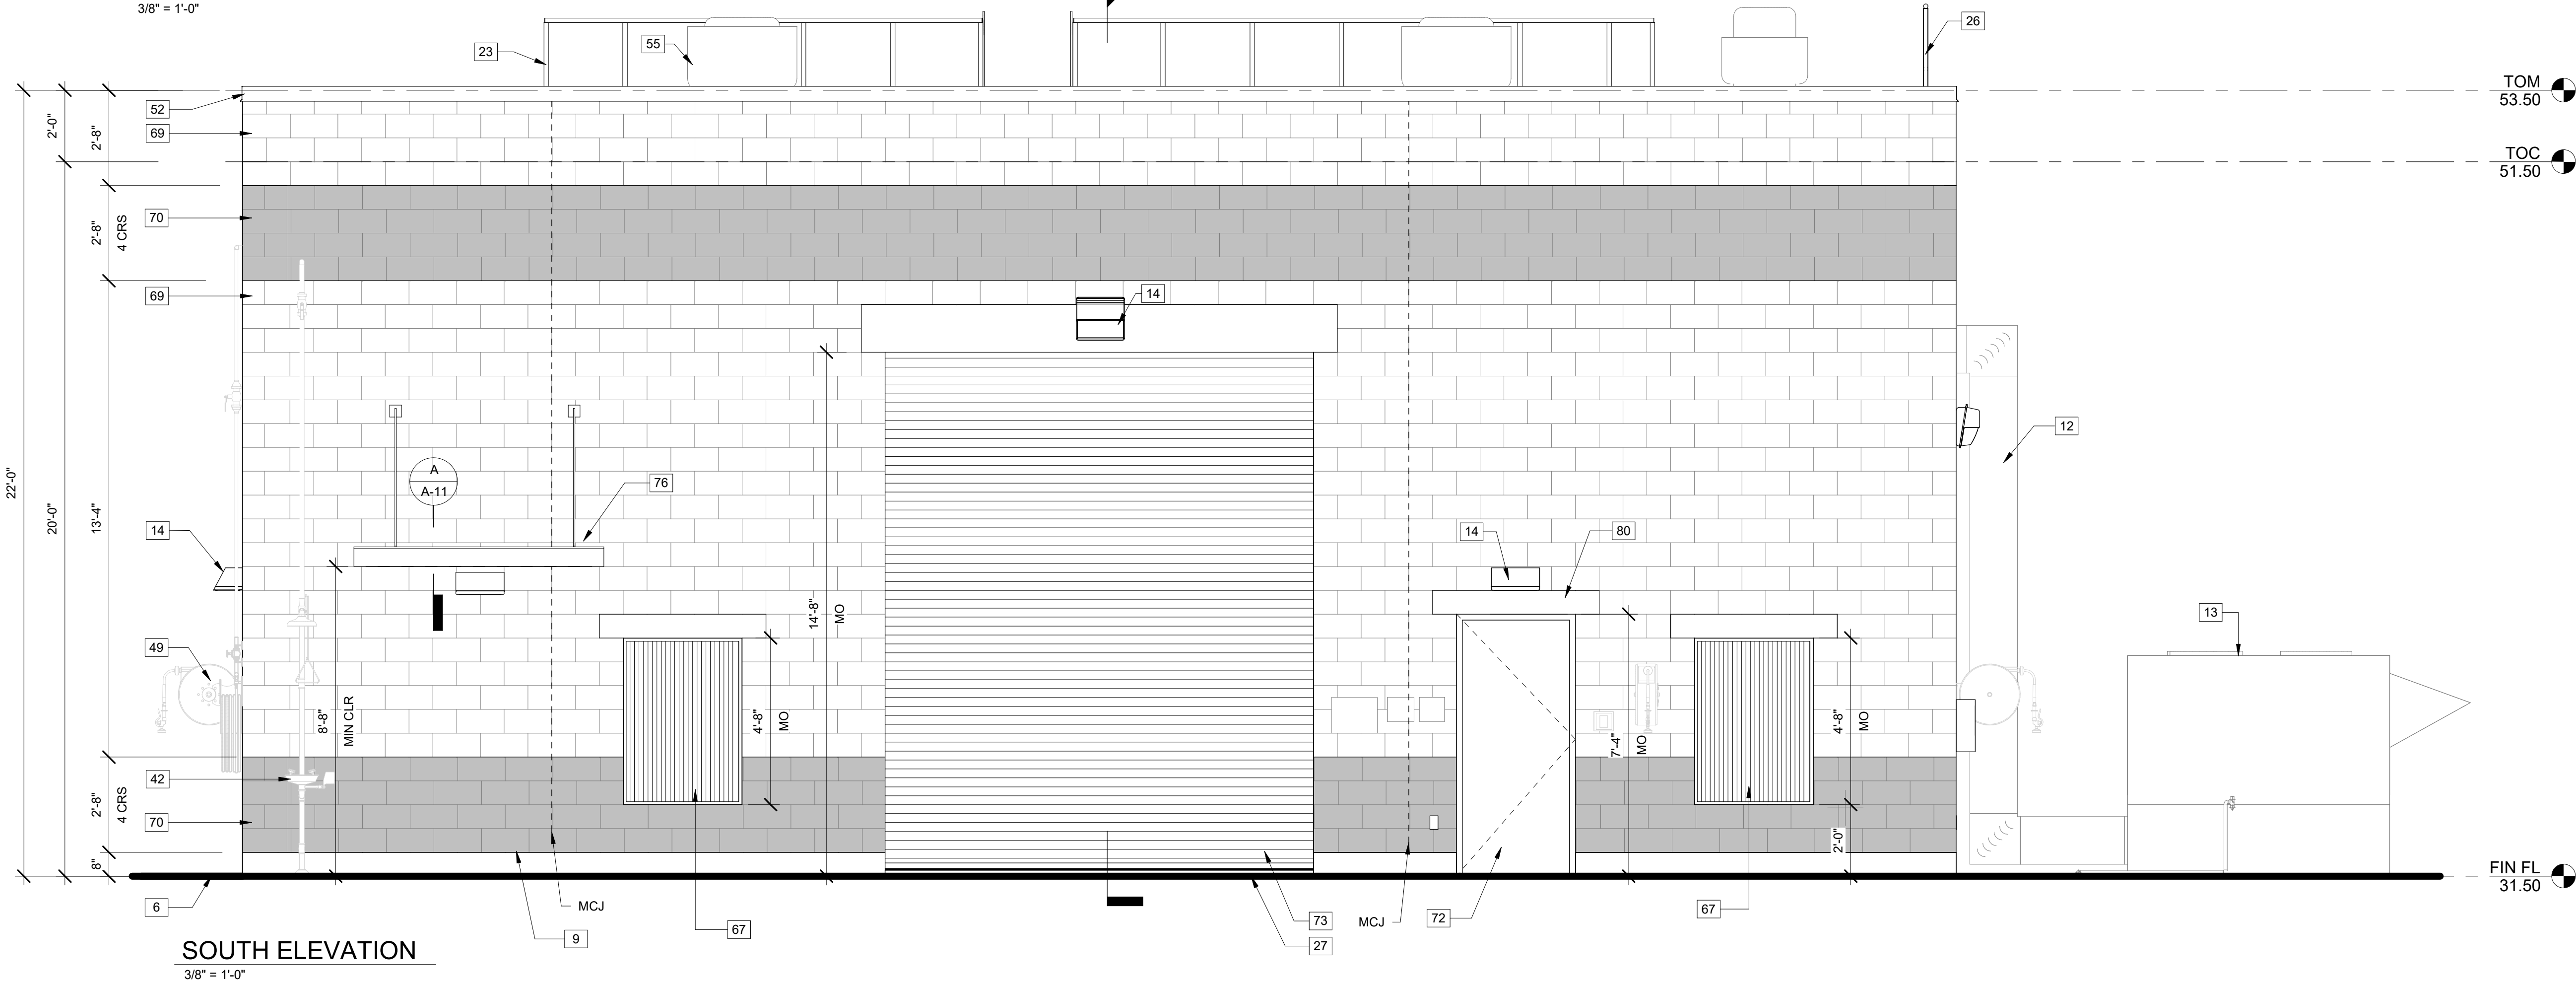 3/8" = 1'-0"
23
55
26
TOM
53.50
52
69
2'-0"
2'-8"
TOC
51.50
70
2'-8"
4 CRS
69
14
12
A
A-11
76
22'-0"
20'-0"
13'-4"
14
14
80
14'-8"
MO
13
49
8'-8"
MIN CLR
4'-8"
MO
7'-4"
MO
4'-8"
MO
42
2'-8"
4 CRS
70
2'-0"
8"
FIN FL
31.50
6
MCJ
MCJ
9
67
73
27
72
67
SOUTH ELEVATION
3/8" = 1'-0"